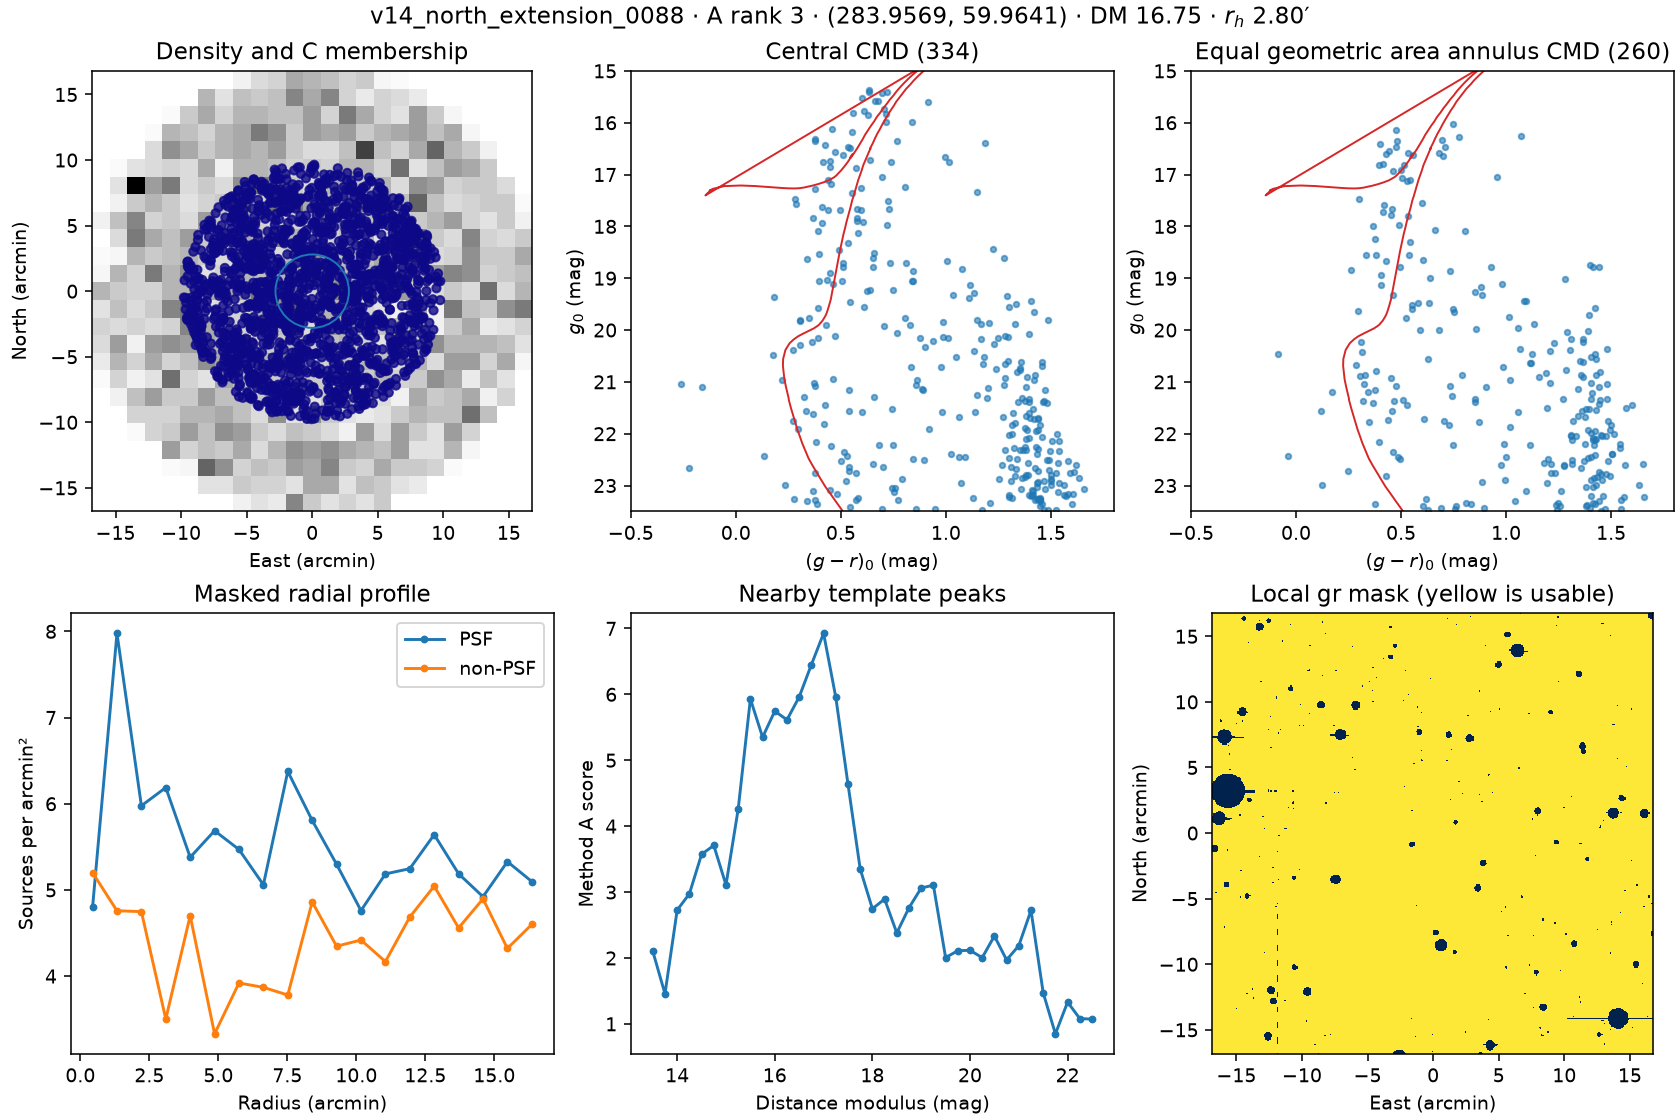 v14_north_extension_0088 · A rank 3 · (283.9569, 59.9641) · DM 16.75 · r_h 2.80′
Density and C membership
Central CMD (334)
Equal geometric area annulus CMD (260)
North (arcmin)
15
10
5
0
−5
−10
−15
−15 −10 −5 0 5 10 15
East (arcmin)
g₀ (mag)
15
16
17
18
19
20
21
22
23
−0.5 0.0 0.5 1.0 1.5
(g − r)₀ (mag)
g₀ (mag)
15
16
17
18
19
20
21
22
23
−0.5 0.0 0.5 1.0 1.5
(g − r)₀ (mag)
Masked radial profile
Nearby template peaks
Local gr mask (yellow is usable)
Sources per arcmin²
8
7
6
5
4
PSF
non-PSF
0.0 2.5 5.0 7.5 10.0 12.5 15.0
Radius (arcmin)
Method A score
7
6
5
4
3
2
1
14 16 18 20 22
Distance modulus (mag)
North (arcmin)
15
10
5
0
−5
−10
−15
−15 −10 −5 0 5 10 15
East (arcmin)